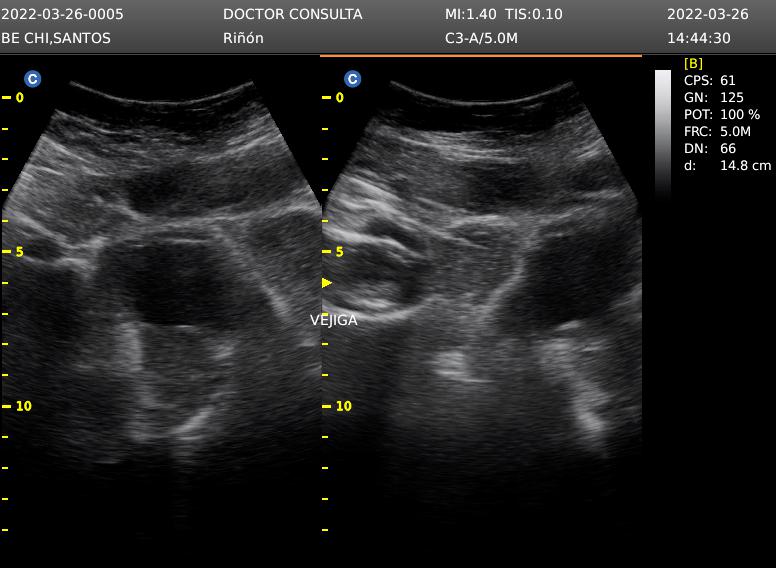 2022-03-26-0005 DOCTOR CONSULTA MI:1.40 TIS:0.10 2022-03-26
BE CHI,SANTOS Riñón C3-A/5.0M 14:44:30
[B]
CPS: 61
GN: 125
POT: 100 %
FRC: 5.0M
DN: 66
d: 14.8 cm
C
0
5
10
C
0
5
10
VEJIGA